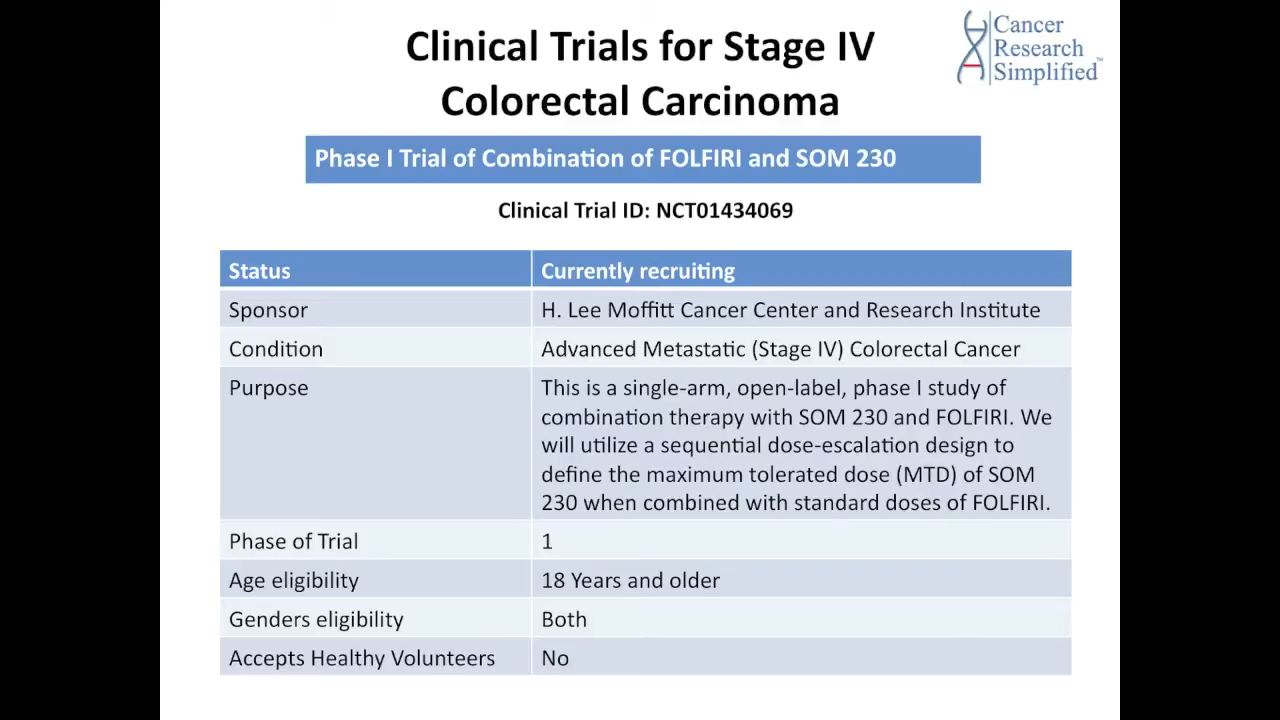 Clinical Trials for Stage IV
Colorectal Carcinoma
Cancer
Research
Simplified™
Phase I Trial of Combination of FOLFIRI and SOM 230
Clinical Trial ID: NCT01434069
Status Currently recruiting
Sponsor H. Lee Moffitt Cancer Center and Research Institute
Condition Advanced Metastatic (Stage IV) Colorectal Cancer
Purpose This is a single-arm, open-label, phase I study of
combination therapy with SOM 230 and FOLFIRI. We
will utilize a sequential dose-escalation design to
define the maximum tolerated dose (MTD) of SOM
230 when combined with standard doses of FOLFIRI.
Phase of Trial 1
Age eligibility 18 Years and older
Genders eligibility Both
Accepts Healthy Volunteers No